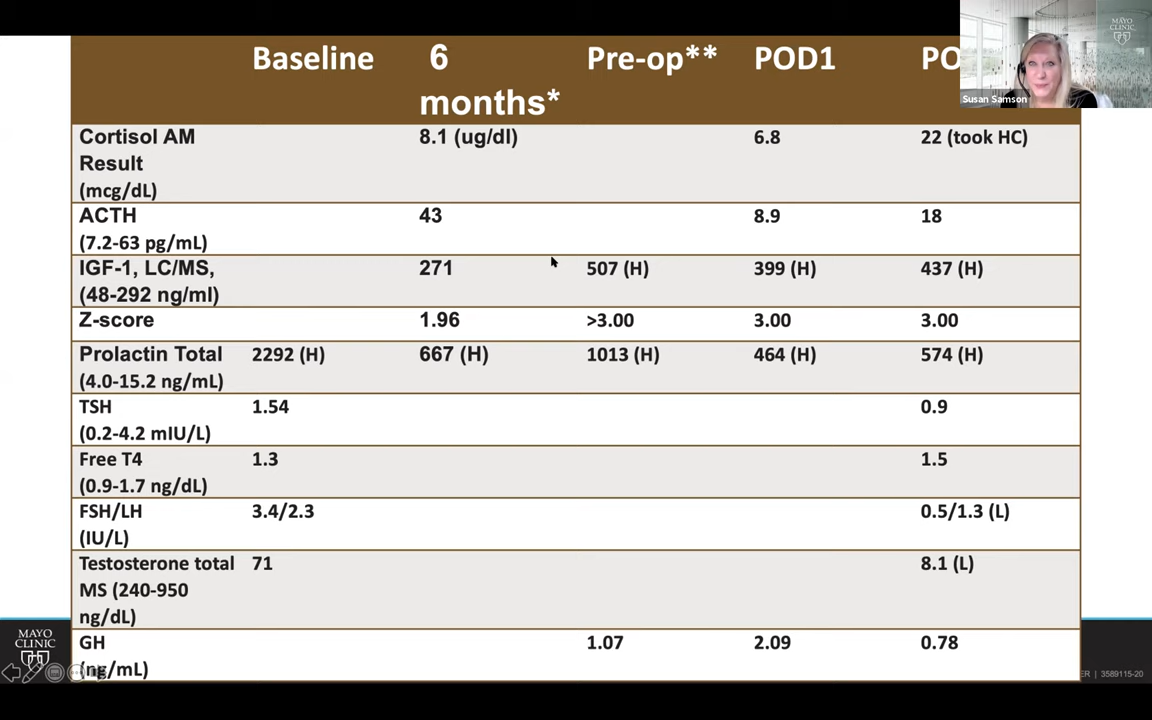 MAYO
CLINIC
Susan Samson
Baseline 6 months* Pre-op** POD1 PO
Cortisol AM Result (mcg/dL) 8.1 (ug/dl) 6.8 22 (took HC)
ACTH (7.2-63 pg/mL) 43 8.9 18
IGF-1, LC/MS, (48-292 ng/ml) 271 507 (H) 399 (H) 437 (H)
Z-score 1.96 >3.00 3.00 3.00
Prolactin Total (4.0-15.2 ng/mL) 2292 (H) 667 (H) 1013 (H) 464 (H) 574 (H)
TSH (0.2-4.2 mIU/L) 1.54 0.9
Free T4 (0.9-1.7 ng/dL) 1.3 1.5
FSH/LH (IU/L) 3.4/2.3 0.5/1.3 (L)
Testosterone total MS (240-950 ng/dL) 71 8.1 (L)
GH (ng/mL) 1.07 2.09 0.78
MAYO
CLINIC
ER | 3589115-20